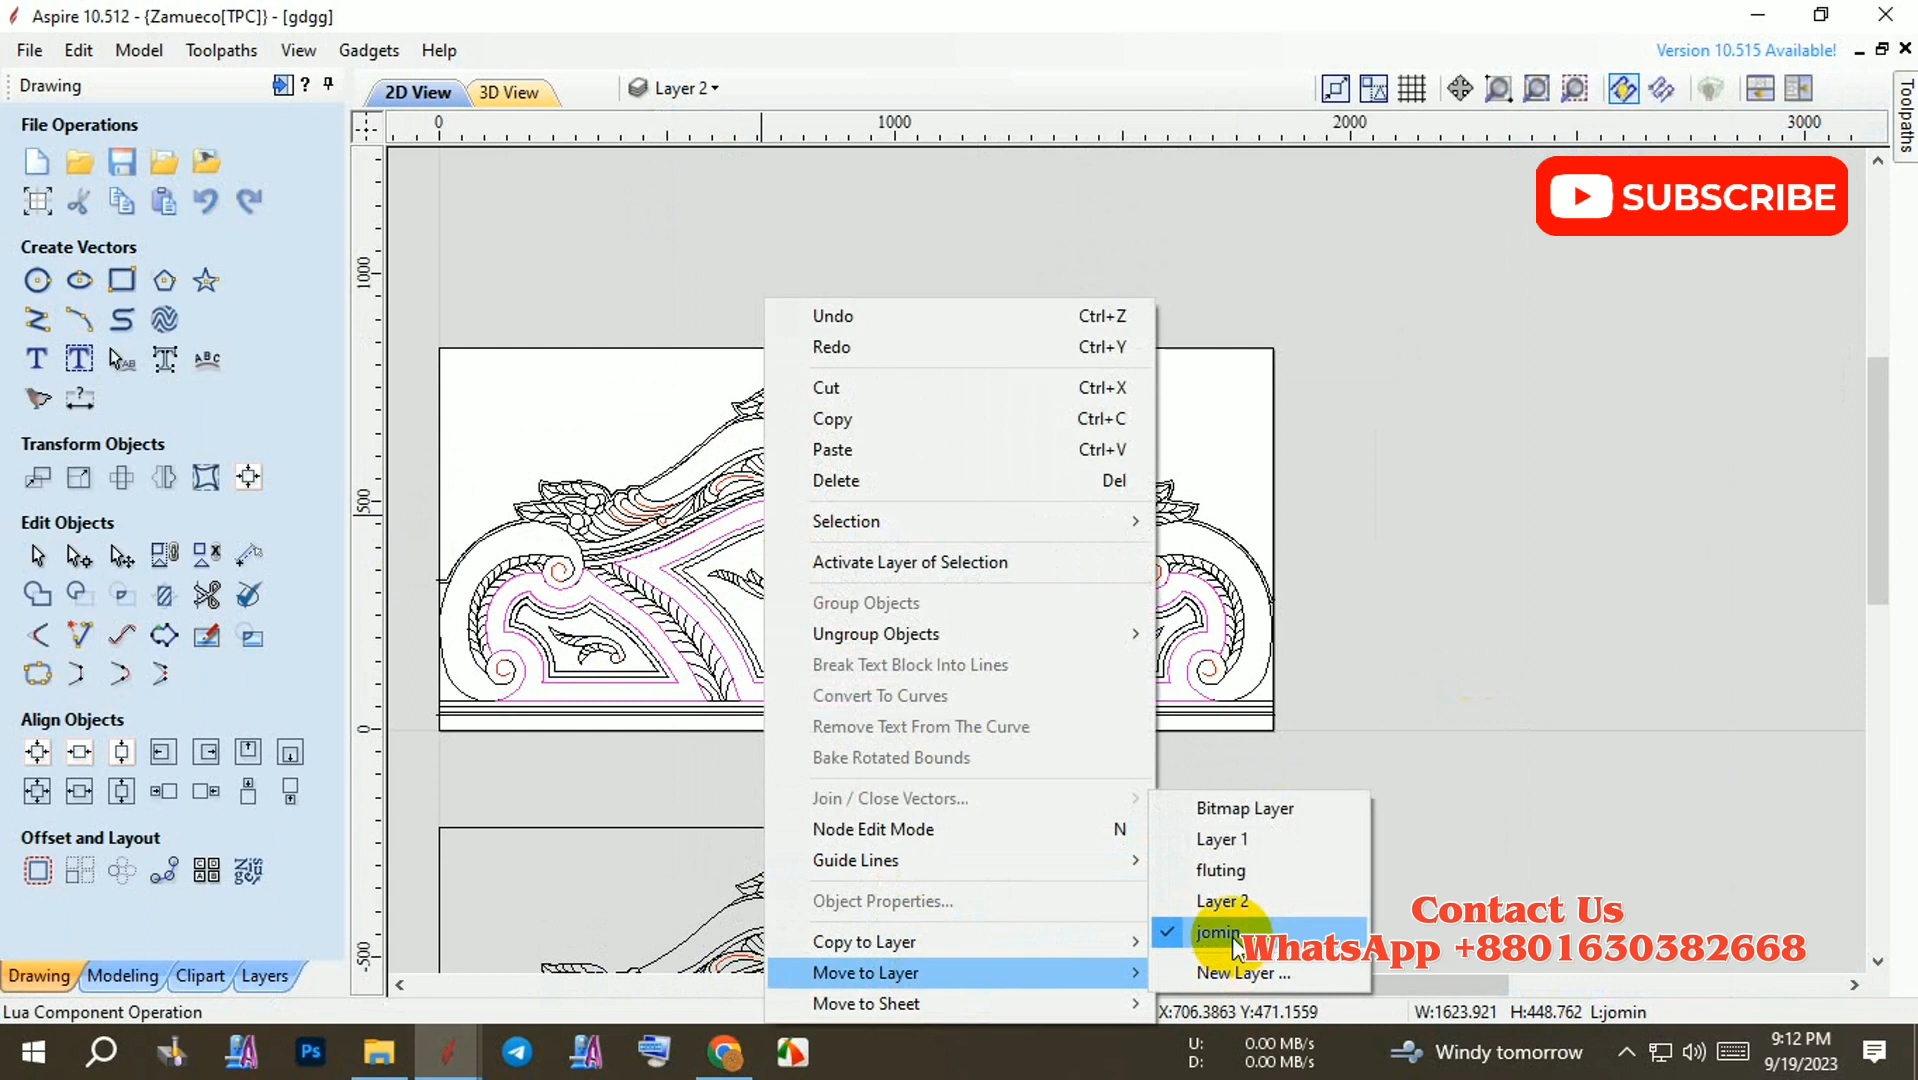 Aspire 10.512 - {Zamueco[TPC]} - [gdgg]
File Edit Model Toolpaths View Gadgets Help
Version 10.515 Available!
Drawing
?
2D View
3D View
Layer 2
Toolpaths
File Operations
0 1000 2000 3000
SUBSCRIBE
Create Vectors
1000
Undo Ctrl+Z
Redo Ctrl+Y
Cut Ctrl+X
Copy Ctrl+C
Paste Ctrl+V
Delete Del
Selection
Activate Layer of Selection
Group Objects
Ungroup Objects
Break Text Block Into Lines
Convert To Curves
Remove Text From The Curve
Bake Rotated Bounds
Join / Close Vectors...
Node Edit Mode N
Guide Lines
Object Properties...
Copy to Layer
Move to Layer
Move to Sheet
Transform Objects
500
Edit Objects
Align Objects
0
Offset and Layout
-500
Bitmap Layer
Layer 1
fluting
Layer 2
jomin
New Layer ...
Contact Us
WhatsApp +8801630382668
Drawing Modeling Clipart Layers
Lua Component Operation
X:706.3863 Y:471.1559
W:1623.921 H:448.762 L:jomin
Ps
U: 0.00 MB/s
D: 0.00 MB/s
Windy tomorrow
9:12 PM
9/19/2023